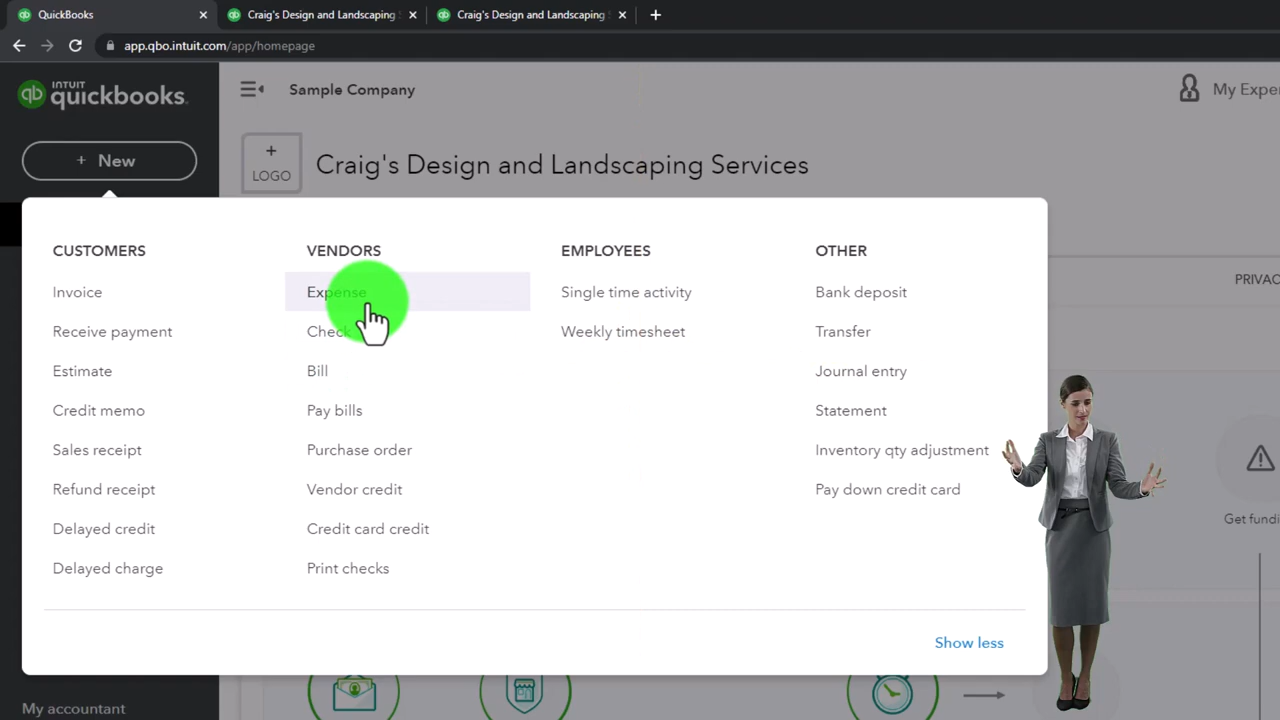 QuickBooks
Craig's Design and Landscaping
Craig's Design and Landscaping
app.qbo.intuit.com/app/homepage
qb INTUIT quickbooks.
Sample Company
My Expe
+ New
+ LOGO
Craig's Design and Landscaping Services
CUSTOMERS
Invoice
Receive payment
Estimate
Credit memo
Sales receipt
Refund receipt
Delayed credit
Delayed charge
VENDORS
Expense
Check
Bill
Pay bills
Purchase order
Vendor credit
Credit card credit
Print checks
EMPLOYEES
Single time activity
Weekly timesheet
OTHER
Bank deposit
Transfer
Journal entry
Statement
Inventory qty adjustment
Pay down credit card
Show less
PRIVAC
Get fundi
My accountant